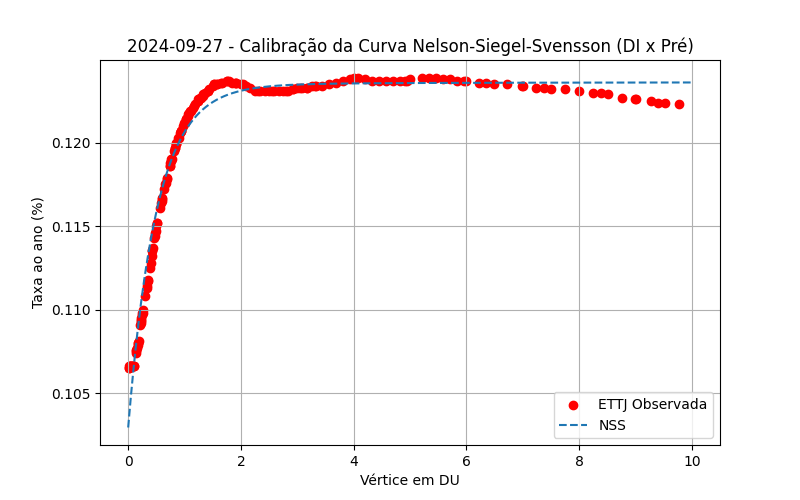 2024-09-27 - Calibração da Curva Nelson-Siegel-Svensson (DI x Pré)
Taxa ao ano (%)
0.120
0.115
0.110
0.105
ETTJ Observada
NSS
0 2 4 6 8 10
Vértice em DU